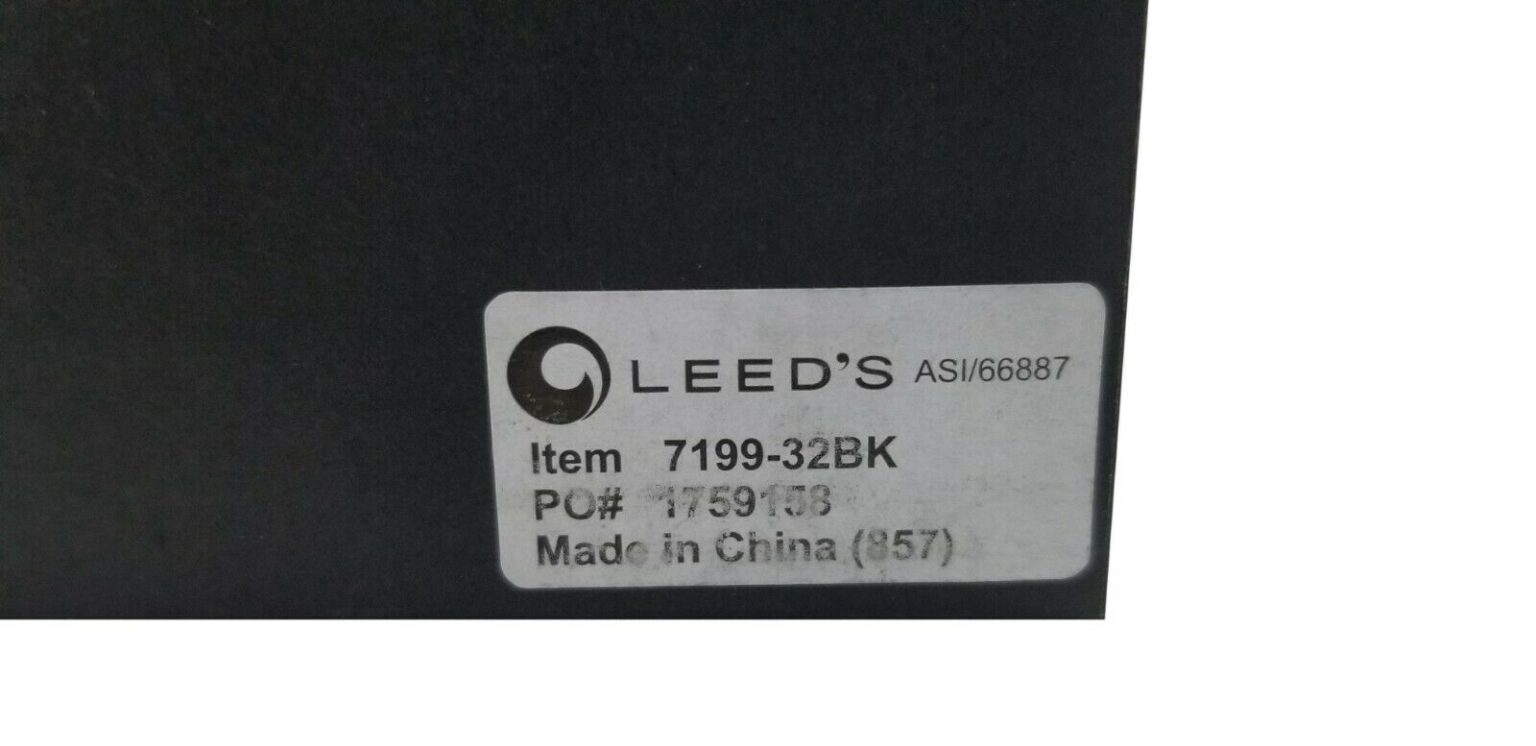 LEED'S ASI/66887
Item 7199-32BK
PO# 1759158
Made in China (857)